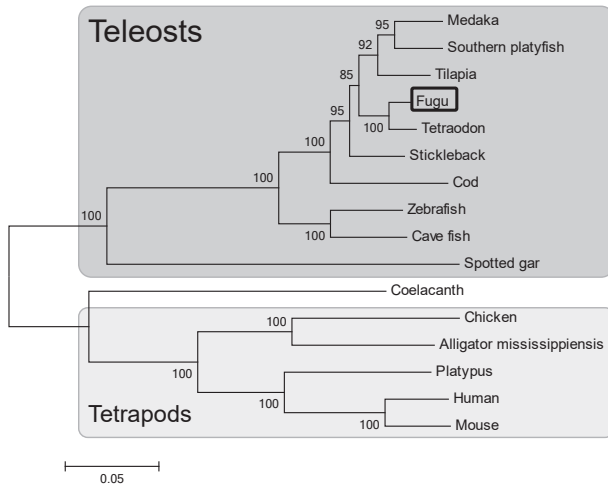 Teleosts
95
Medaka
Southern platyfish
92
Tilapia
85
Fugu
100
Tetraodon
95
Stickleback
100
Cod
100
Zebrafish
100
Cave fish
100
Spotted gar
Coelacanth
Chicken
100
Alligator mississippiensis
100
Platypus
100
Human
100
Mouse
Tetrapods
0.05